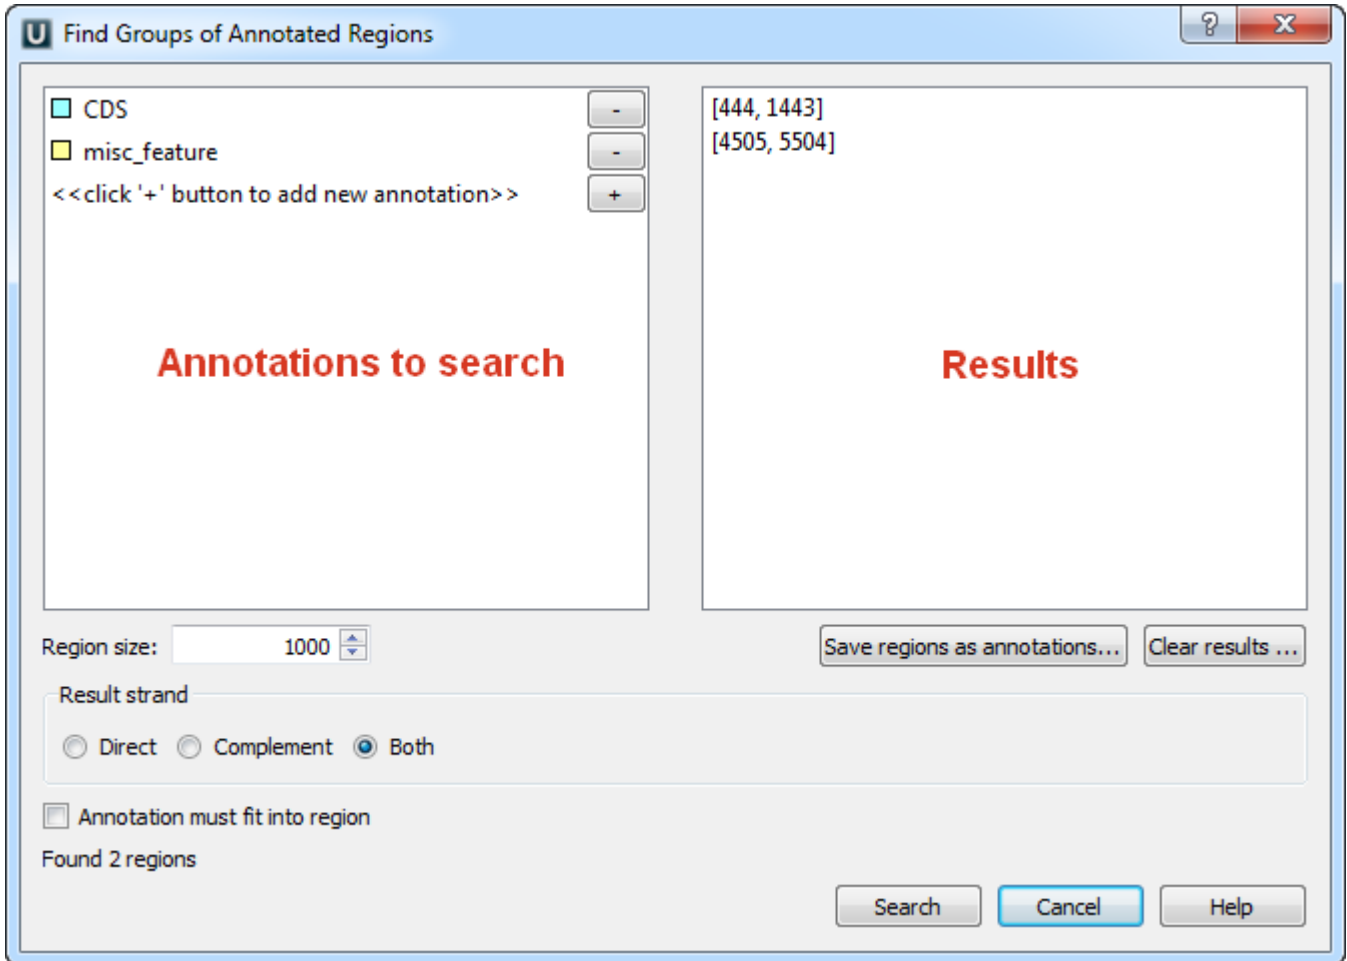 U Find Groups of Annotated Regions
?
CDS -
misc_feature -
<<click '+' button to add new annotation>> +
Annotations to search
[444, 1443]
[4505, 5504]
Results
Region size: 1000
Save regions as annotations... Clear results ...
Result strand
Direct Complement Both
Annotation must fit into region
Found 2 regions
Search Cancel Help